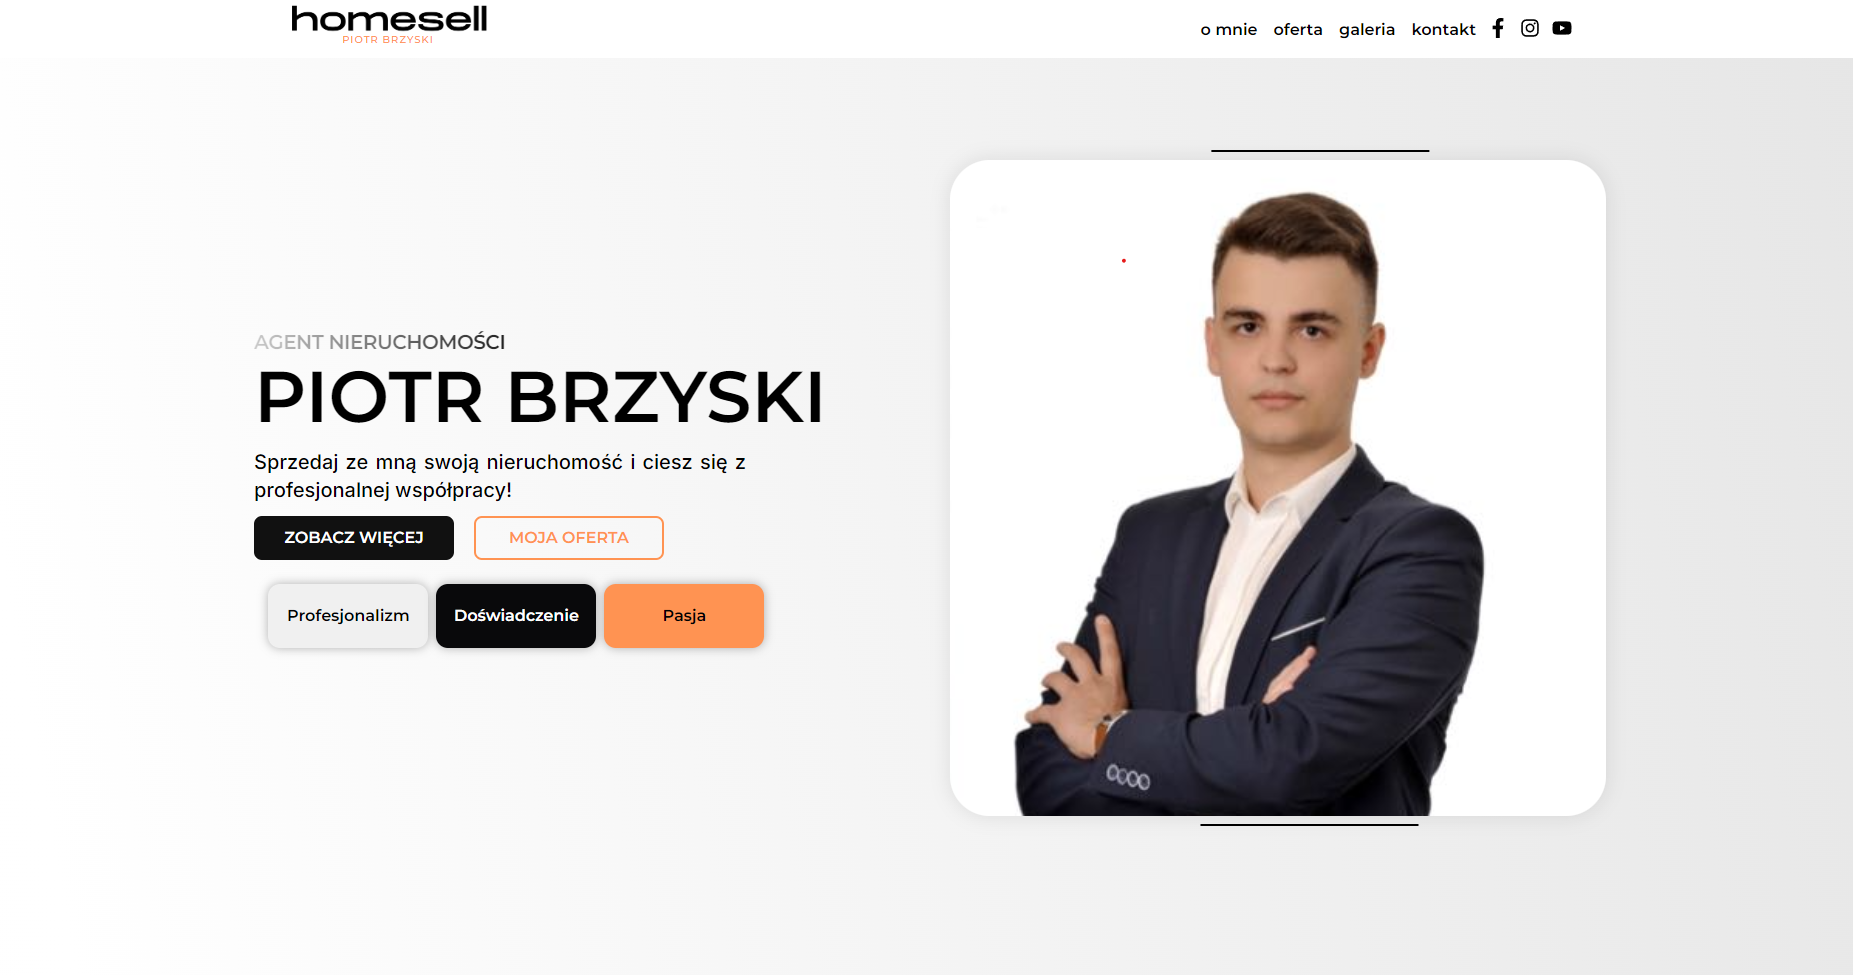 homesell
PIOTR BRZYSKI
o mnie oferta galeria kontakt
AGENT NIERUCHOMOŚCI
PIOTR BRZYSKI
Sprzedaj ze mną swoją nieruchomość i ciesz się z
profesjonalnej współpracy!
ZOBACZ WIĘCEJ MOJA OFERTA
Profesjonalizm Doświadczenie Pasja